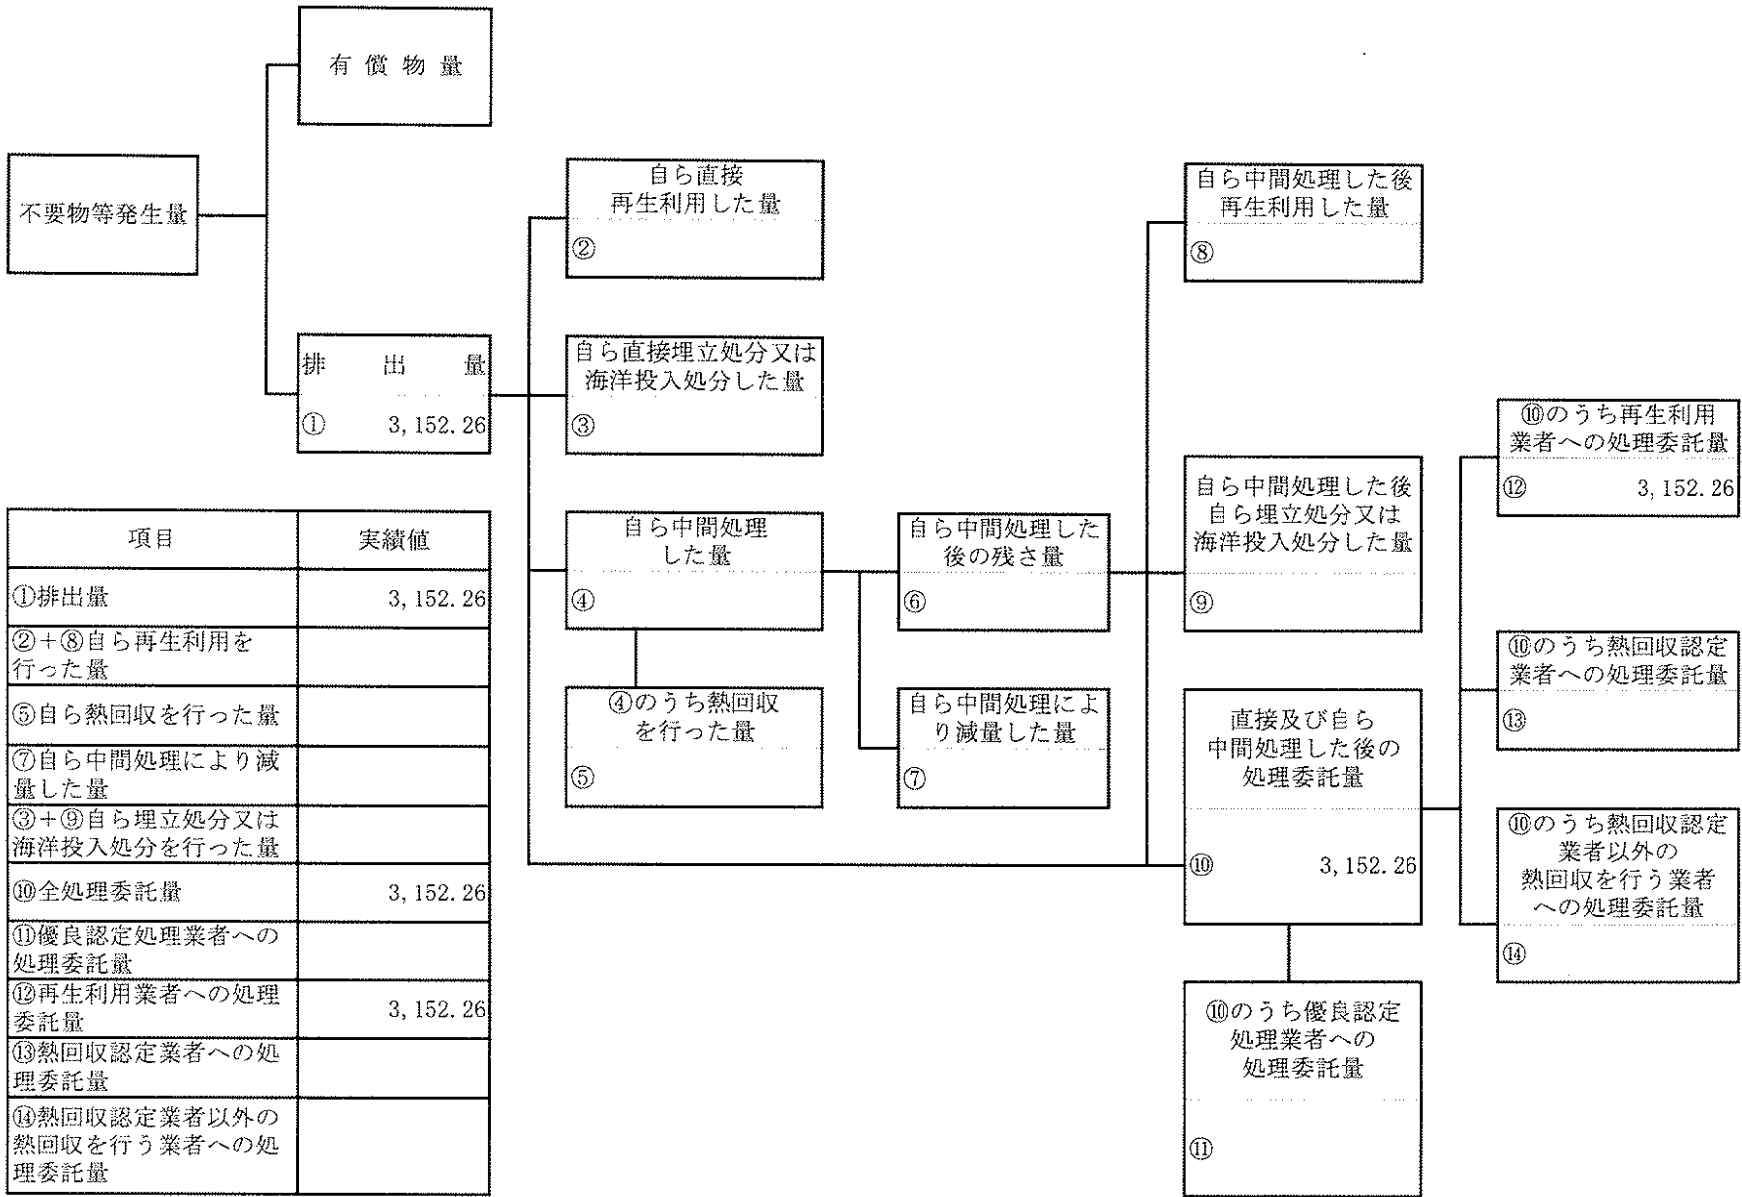 有償物量
不要物等発生量
排出量
① 3,152.26
自ら直接
再生利用した量
②
自ら直接埋立処分又は
海洋投入処分した量
③
自ら中間処理
した量
④
④のうち熱回収
を行った量
⑤
自ら中間処理した
後の残さ量
⑥
自ら中間処理によ
り減量した量
⑦
自ら中間処理した後
再生利用した量
⑧
自ら中間処理した後
自ら埋立処分又は
海洋投入処分した量
⑨
直接及び自ら
中間処理した後の
処理委託量
⑩ 3,152.26
⑩のうち優良認定
処理業者への
処理委託量
⑪
⑩のうち再生利用
業者への処理委託量
⑫ 3,152.26
⑩のうち熱回収認定
業者への処理委託量
⑬
⑩のうち熱回収認定
業者以外の
熱回収を行う業者
への処理委託量
⑭
項目 実績値
①排出量 3,152.26
②+⑧自ら再生利用を
行った量
⑤自ら熱回収を行った量
⑦自ら中間処理により減
量した量
③+⑨自ら埋立処分又は
海洋投入処分を行った量
⑩全処理委託量 3,152.26
⑪優良認定処理業者への
処理委託量
⑫再生利用業者への処理
委託量 3,152.26
⑬熱回収認定業者への処
理委託量
⑭熱回収認定業者以外の
熱回収を行う業者への処
理委託量